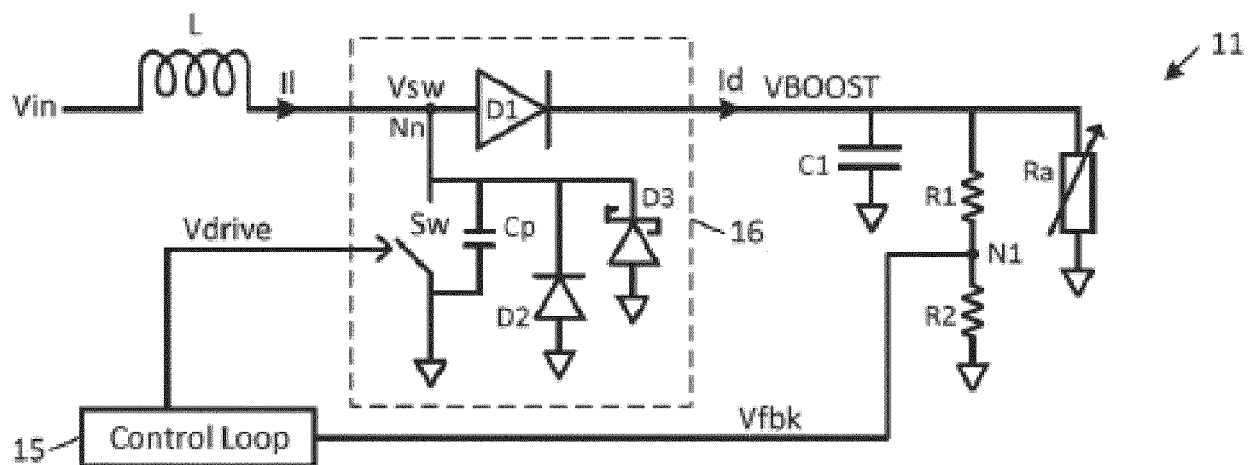 L
11
Vin
Il
Vsw
Nn
D1
Id
VBOOST
C1
R1
Ra
Vdrive
Sw
Cp
D3
16
N1
D2
R2
15
Control Loop
Vfbk